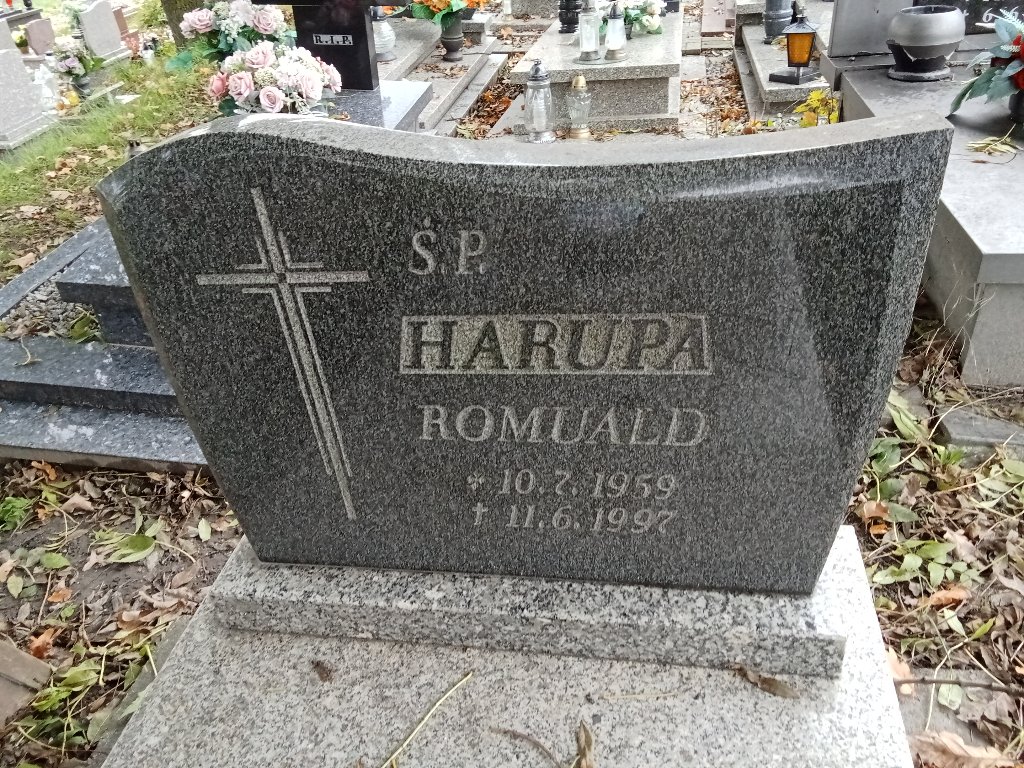 R.I.P.
Ś.P.
HARUPA
ROMUALD
* 10.7.1959
† 11.6.1997